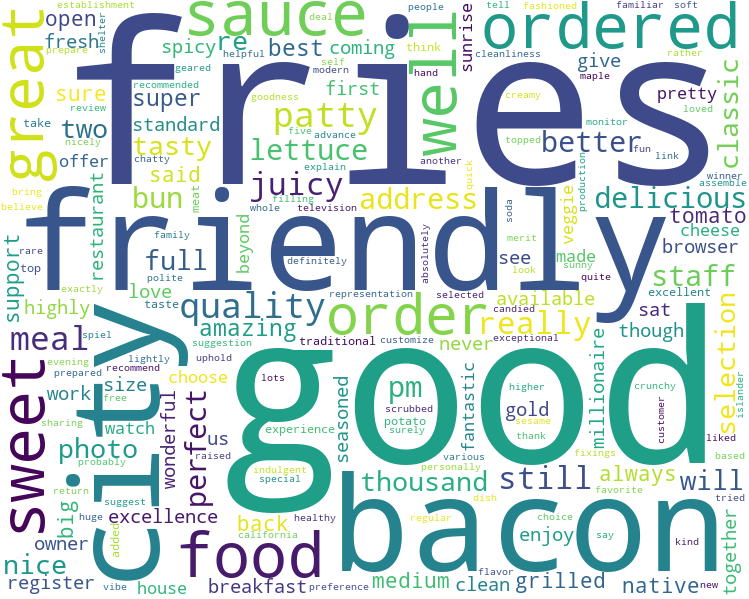 fries
friendly
good
city
bacon
sauce
ordered
great
well
sweet
food
order
open
fresh
re
spicy
best
coming
give
classic
sure
super
first
patty
better
two
standard
lettuce
tasty
offer
said
juicy
bun
address
delicious
restaurant
beyond
full
see
made
veggie
tomato
cheese
browser
staff
support
love
quality
available
selection
highly
amazing
really
sat
though
never
meal
work
size
choose
watch
photo
wonderful
perfect
us
seasoned
pm
gold
fantastic
millionaire
thousand
still
always
will
big
excellence
back
enjoy
nice
owner
register
house
breakfast
medium
clean
grilled
native
together
pretty
sunrise
establishment
fashioned
familiar
soft
deal
people
tell
shelter
helpful
think
cleanliness
rather
prepare
recommended
geared
self
modern
hand
creamy
maple
loved
review
goodness
take
nicely
chatty
five
advance
topped
monitor
fun
link
winner
explain
another
quick
production
assemble
bring
believe
meat
filling
whole
television
soda
merit
rare
top
family
definitely
absolutely
look
sunny
quite
exactly
polite
taste
representation
selected
candied
excellent
lightly
uphold
customize
traditional
exceptional
suggestion
evening
spiel
prepared
recommend
free
lots
higher
crunchy
islander
scrubbed
potato
surely
customer
liked
based
sharing
probably
raised
experience
sesame
thank
fixings
indulgent
special
various
personally
return
suggest
dish
favorite
tried
huge
added
healthy
california
regular
choice
say
kind
vibe
preference
flavor
new